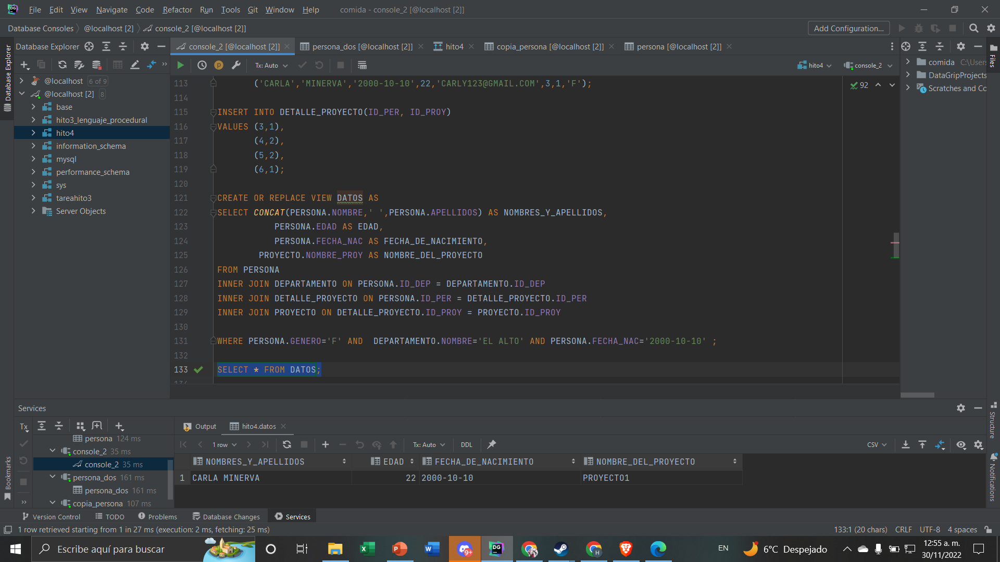 File Edit View Navigate Code Refactor Run Tools Git Window Help comida - console_2 [@localhost [2]]
Database Consoles @localhost [2] console_2 [@localhost [2]] Add Configuration...
Database Explorer
console_2 [@localhost [2]] persona_dos [@localhost [2]] hito4 copia_persona [@localhost [2]] persona [@localhost [2]]
Tx: Auto hito4 console_2
Database Explorer
@localhost 6 of 9
@localhost [2] 8
base
hito3_lenguaje_procedural
hito4
information_schema
mysql
performance_schema
sys
tareahito3
Server Objects
113 ('CARLA','MINERVA','2000-10-10',22,'CARLY123@GMAIL.COM',3,1,'F');
114
115 INSERT INTO DETALLE_PROYECTO(ID_PER, ID_PROY)
116 VALUES (3,1),
117 (4,2),
118 (5,2),
119 (6,1);
120
121 CREATE OR REPLACE VIEW DATOS AS
122 SELECT CONCAT(PERSONA.NOMBRE,' ',PERSONA.APELLIDOS) AS NOMBRES_Y_APELLIDOS,
123 PERSONA.EDAD AS EDAD,
124 PERSONA.FECHA_NAC AS FECHA_DE_NACIMIENTO,
125 PROYECTO.NOMBRE_PROY AS NOMBRE_DEL_PROYECTO
126 FROM PERSONA
127 INNER JOIN DEPARTAMENTO ON PERSONA.ID_DEP = DEPARTAMENTO.ID_DEP
128 INNER JOIN DETALLE_PROYECTO ON PERSONA.ID_PER = DETALLE_PROYECTO.ID_PER
129 INNER JOIN PROYECTO ON DETALLE_PROYECTO.ID_PROY = PROYECTO.ID_PROY
130
131 WHERE PERSONA.GENERO='F' AND DEPARTAMENTO.NOMBRE='EL ALTO' AND PERSONA.FECHA_NAC='2000-10-10' ;
132
133 SELECT * FROM DATOS;
92
comida C:\Users
DataGripProjects
Scratches and Co
Files
Services
Tx
persona 124 ms
console_2 35 ms
console_2 35 ms
persona_dos 161 ms
persona_dos 161 ms
copia_persona 107 ms
Output hito4.datos
1 row Tx: Auto DDL CSV
NOMBRES_Y_APELLIDOS EDAD FECHA_DE_NACIMIENTO NOMBRE_DEL_PROYECTO
1 CARLA MINERVA 22 2000-10-10 PROYECTO1
Structure
Notifications
Bookmarks
Version Control TODO Problems Database Changes Services
1 row retrieved starting from 1 in 27 ms (execution: 2 ms, fetching: 25 ms) 133:1 (20 chars) CRLF UTF-8 4 spaces
Escribe aquí para buscar 9+ DG EN 6°C Despejado 12:55 a. m.
30/11/2022